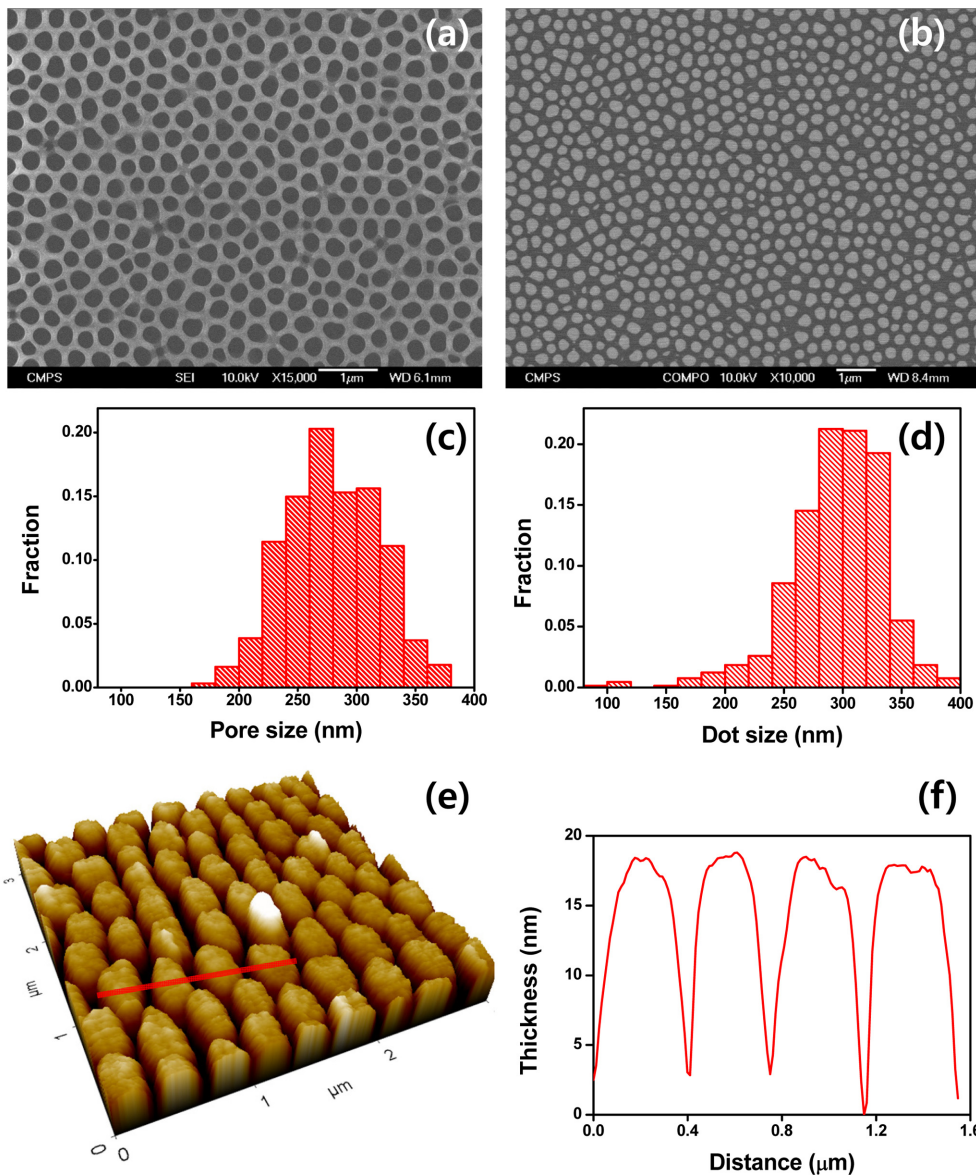 (a)
CMPS SEI 10.0kV X15,000 1μm WD 6.1mm
(b)
CMPS COMPO 10.0kV X10,000 1μm WD 8.4mm
(c)
0.20
0.15
0.10
0.05
0.00
Fraction
100 150 200 250 300 350 400
Pore size (nm)
(d)
0.20
0.15
0.10
0.05
0.00
Fraction
100 150 200 250 300 350 400
Dot size (nm)
(e)
3
2
μm
1
0
0
1
μm
2
(f)
20
15
10
5
0
Thickness (nm)
0.0 0.4 0.8 1.2 1.6
Distance (μm)